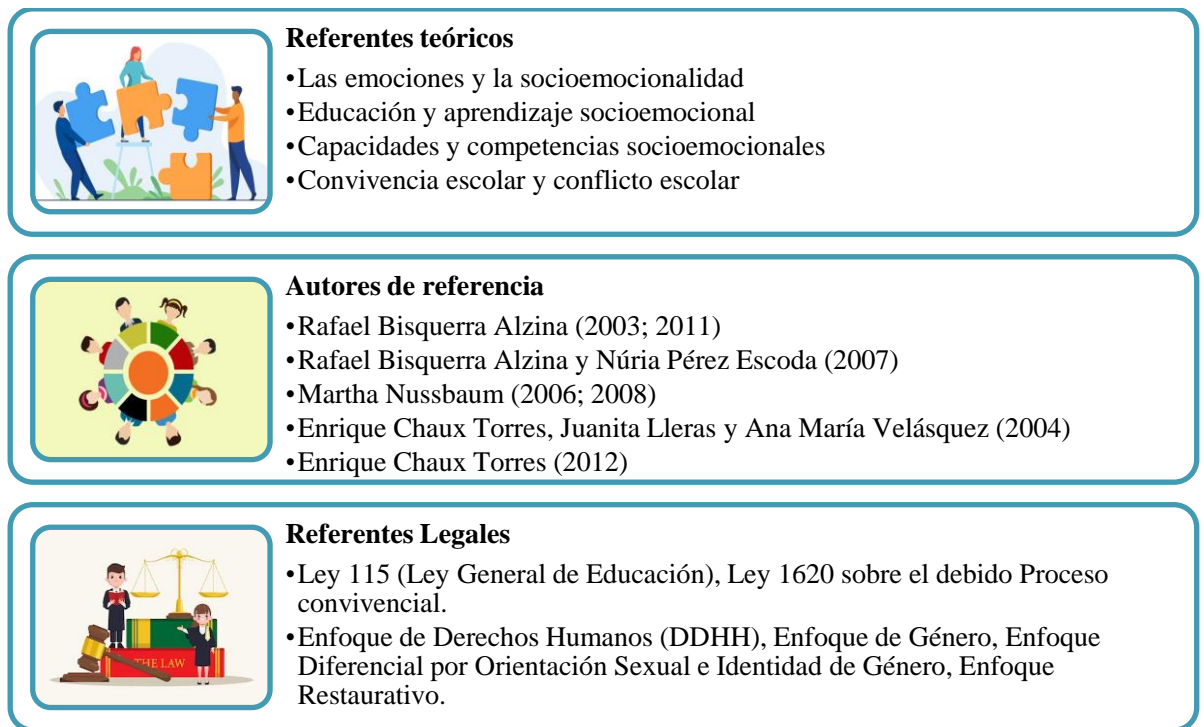 Referentes teóricos
•Las emociones y la socioemocionalidad
•Educación y aprendizaje socioemocional
•Capacidades y competencias socioemocionales
•Convivencia escolar y conflicto escolar
Autores de referencia
•Rafael Bisquerra Alzina (2003; 2011)
•Rafael Bisquerra Alzina y Núria Pérez Escoda (2007)
•Martha Nussbaum (2006; 2008)
•Enrique Chaux Torres, Juanita Lleras y Ana María Velásquez (2004)
•Enrique Chaux Torres (2012)
Referentes Legales
•Ley 115 (Ley General de Educación), Ley 1620 sobre el debido Proceso
convivencial.
•Enfoque de Derechos Humanos (DDHH), Enfoque de Género, Enfoque
Diferencial por Orientación Sexual e Identidad de Género, Enfoque
Restaurativo.
THE LAW